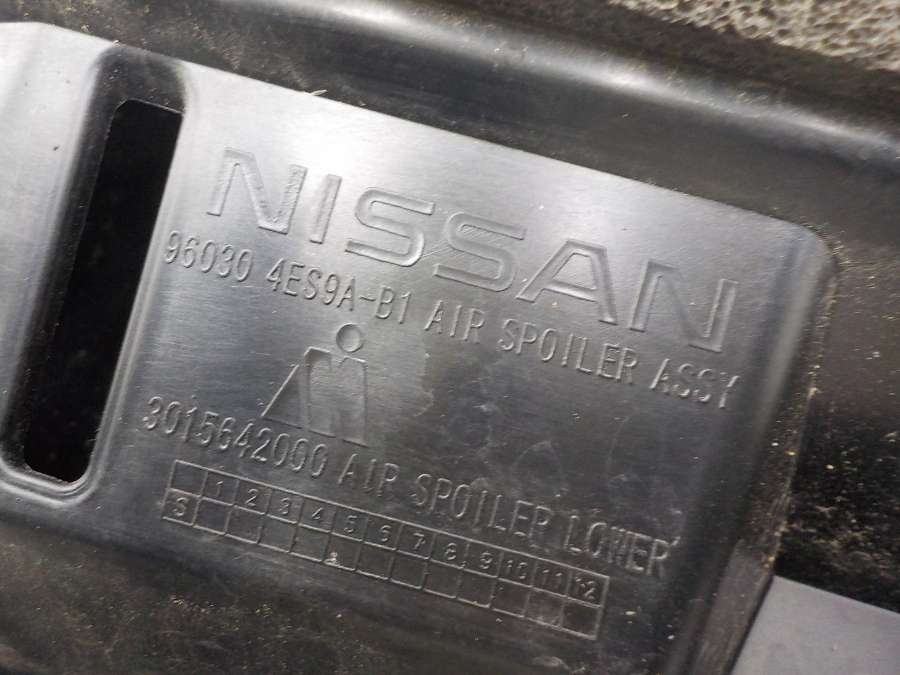 NISSAN
96030 4ES9A-B1 AIR SPOILER ASSY
3015642000 AIR SPOILER LOWER
1 2 3 4 5 6 7 8 9 10 11 12
S